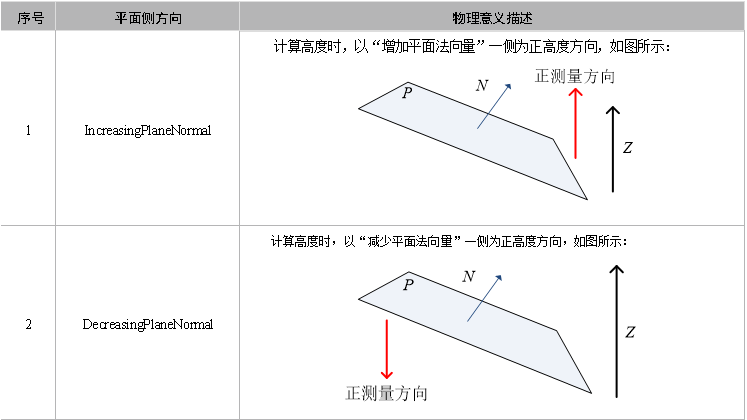 序号 平面侧方向 物理意义描述
计算高度时，以“增加平面法向量”一侧为正高度方向，如图所示：
正测量方向
P N
1 IncreasingPlaneNormal Z
计算高度时，以“减少平面法向量”一侧为正高度方向，如图所示：
P N
2 DecreasingPlaneNormal Z
正测量方向